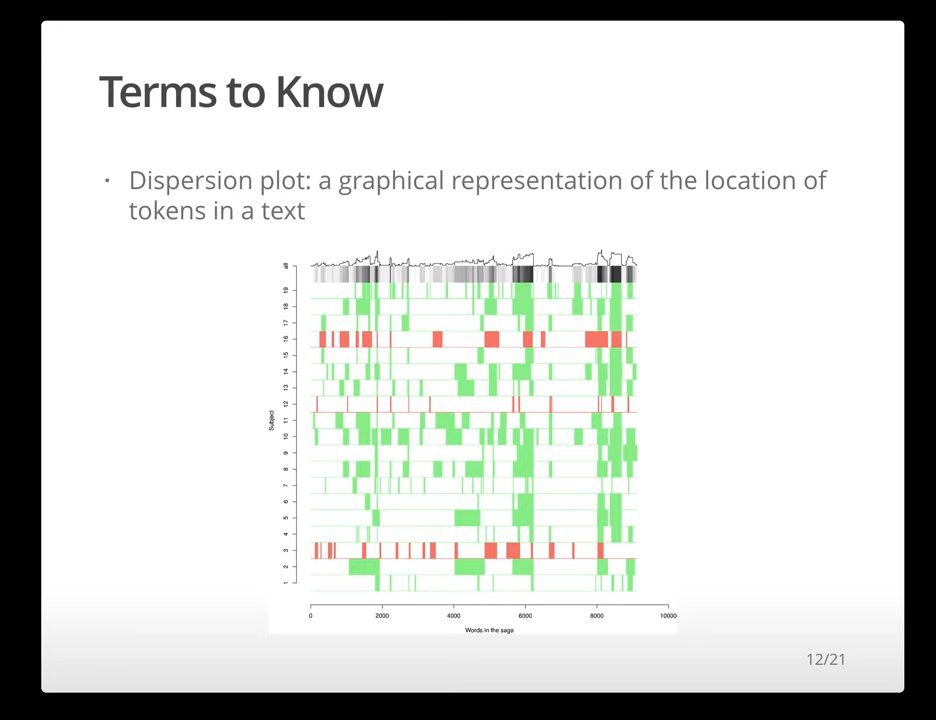 Terms to Know
· Dispersion plot: a graphical representation of the location of
tokens in a text
all
19
18
17
16
15
14
13
12
11
10
9
8
7
6
5
4
3
2
1
Subject
0 2000 4000 6000 8000 10000
Words in the saga
12/21